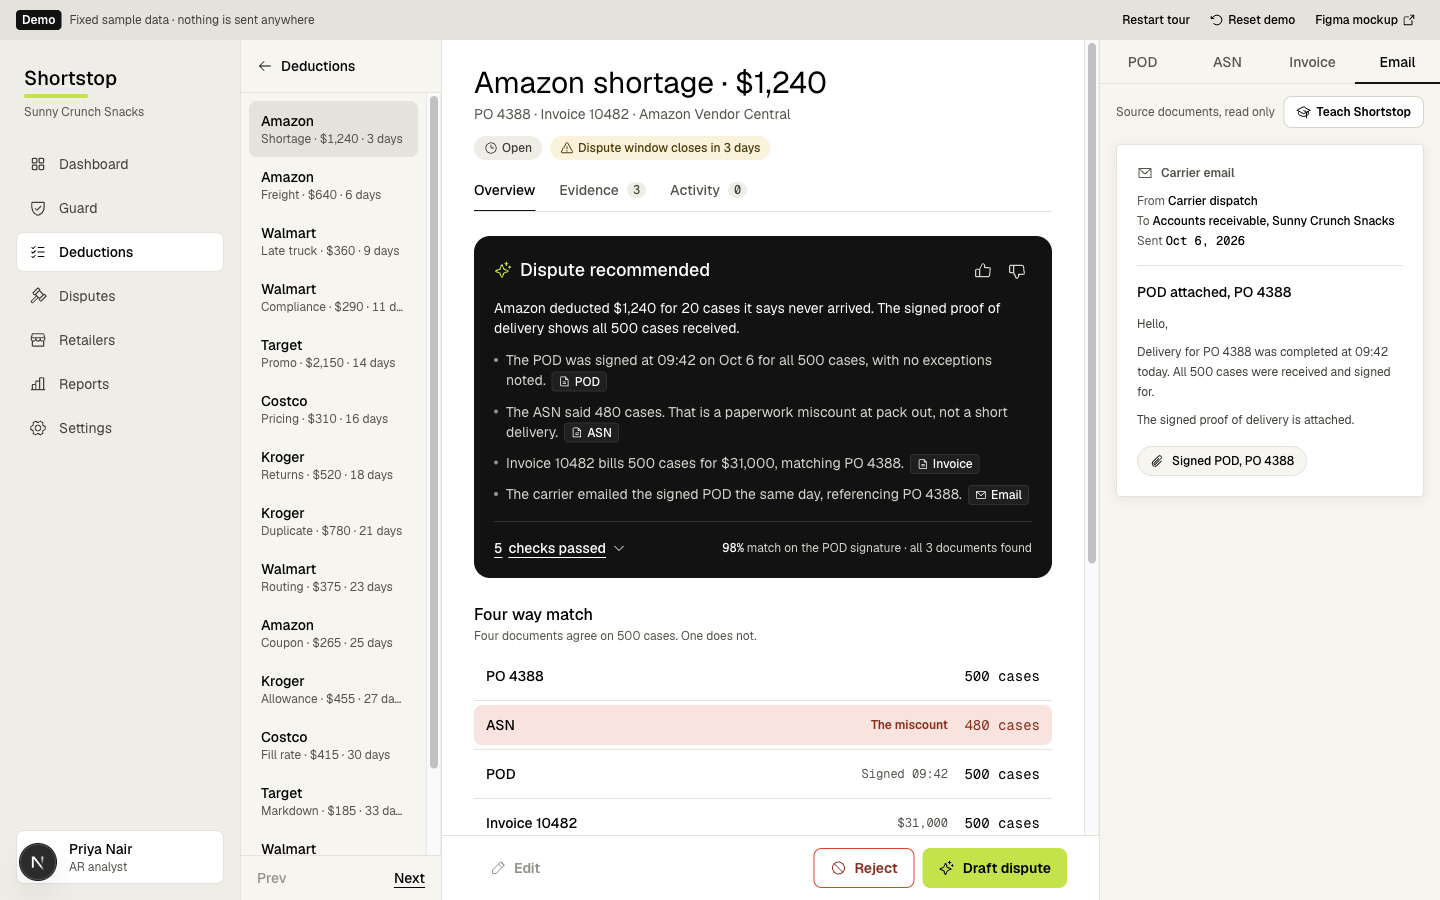 Demo Fixed sample data · nothing is sent anywhere
Restart tour Reset demo Figma mockup
Shortstop
Sunny Crunch Snacks
Dashboard
Guard
Deductions
Disputes
Retailers
Reports
Settings
N
Priya Nair
AR analyst
Deductions
Amazon
Shortage · $1,240 · 3 days
Amazon
Freight · $640 · 6 days
Walmart
Late truck · $360 · 9 days
Walmart
Compliance · $290 · 11 d…
Target
Promo · $2,150 · 14 days
Costco
Pricing · $310 · 16 days
Kroger
Returns · $520 · 18 days
Kroger
Duplicate · $780 · 21 days
Walmart
Routing · $375 · 23 days
Amazon
Coupon · $265 · 25 days
Kroger
Allowance · $455 · 27 da…
Costco
Fill rate · $415 · 30 days
Target
Markdown · $185 · 33 da…
Walmart
Prev Next
Amazon shortage · $1,240
PO 4388 · Invoice 10482 · Amazon Vendor Central
Open Dispute window closes in 3 days
Overview Evidence 3 Activity 0
Dispute recommended
Amazon deducted $1,240 for 20 cases it says never arrived. The signed proof of
delivery shows all 500 cases received.
• The POD was signed at 09:42 on Oct 6 for all 500 cases, with no exceptions
noted. POD
• The ASN said 480 cases. That is a paperwork miscount at pack out, not a short
delivery. ASN
• Invoice 10482 bills 500 cases for $31,000, matching PO 4388. Invoice
• The carrier emailed the signed POD the same day, referencing PO 4388. Email
5 checks passed
98% match on the POD signature · all 3 documents found
Four way match
Four documents agree on 500 cases. One does not.
PO 4388 500 cases
ASN The miscount 480 cases
POD Signed 09:42 500 cases
Invoice 10482 $31,000 500 cases
Edit Reject Draft dispute
POD ASN Invoice Email
Source documents, read only Teach Shortstop
Carrier email
From Carrier dispatch
To Accounts receivable, Sunny Crunch Snacks
Sent Oct 6, 2026
POD attached, PO 4388
Hello,
Delivery for PO 4388 was completed at 09:42
today. All 500 cases were received and signed
for.
The signed proof of delivery is attached.
Signed POD, PO 4388